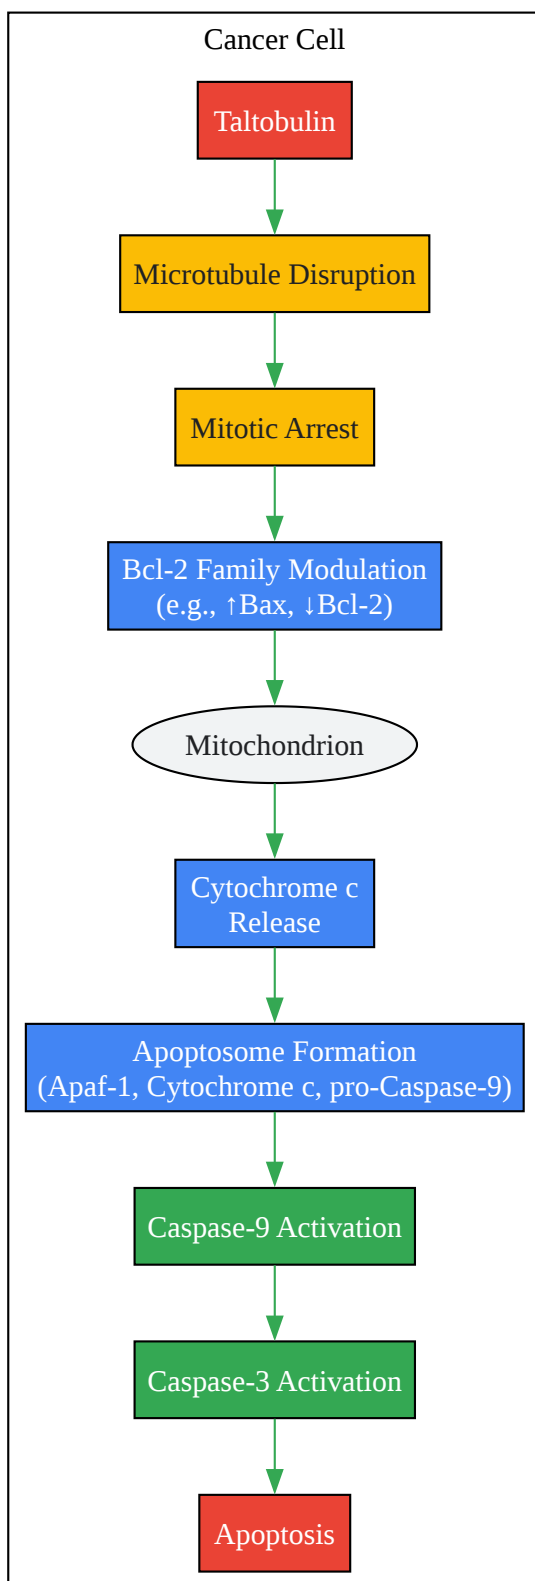 Cancer Cell
Taltobulin
Microtubule Disruption
Mitotic Arrest
Bcl-2 Family Modulation
(e.g., ↑Bax, ↓Bcl-2)
Mitochondrion
Cytochrome c
Release
Apoptosome Formation
(Apaf-1, Cytochrome c, pro-Caspase-9)
Caspase-9 Activation
Caspase-3 Activation
Apoptosis